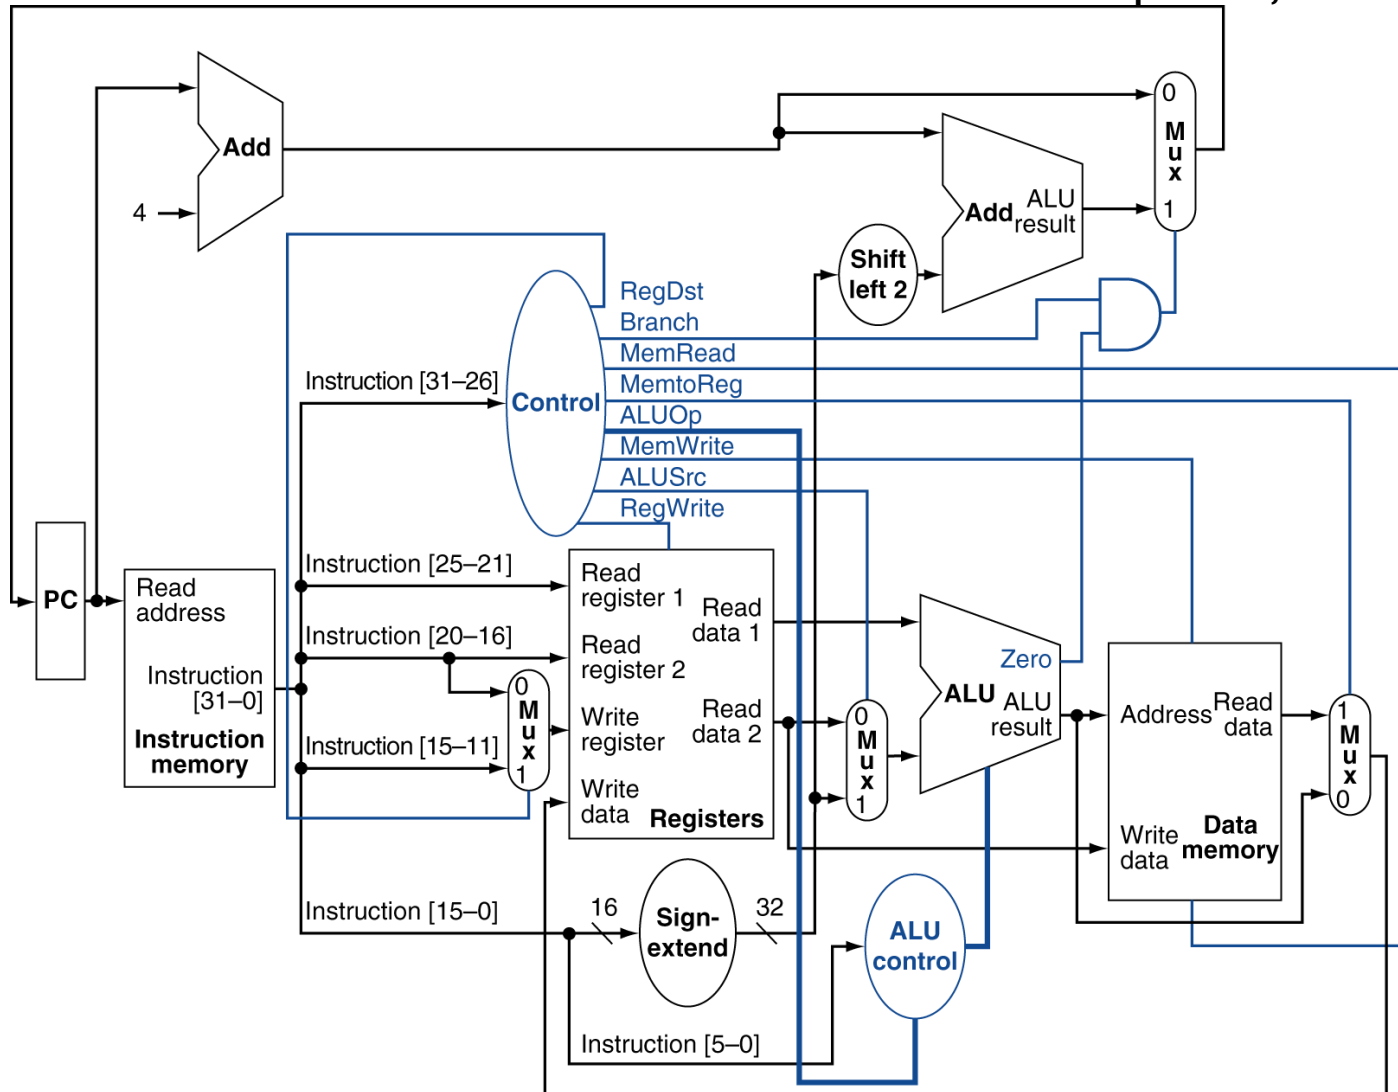 Add
4
0
M
u
x
1
Add
ALU
result
Shift
left 2
RegDst
Branch
MemRead
MemtoReg
ALUOp
MemWrite
ALUSrc
RegWrite
Control
Instruction [31–26]
Instruction [25–21]
Instruction [20–16]
Instruction [15–11]
Instruction [15–0]
Instruction [5–0]
PC
Read
address
Instruction
[31–0]
Instruction
memory
0
M
u
x
1
Read
register 1
Read
register 2
Write
register
Write
data
Read
data 1
Read
data 2
Registers
0
M
u
x
1
Zero
ALU
ALU
result
Address
Read
data
Write
data
Data
memory
1
M
u
x
0
16
Sign-
extend
32
ALU
control